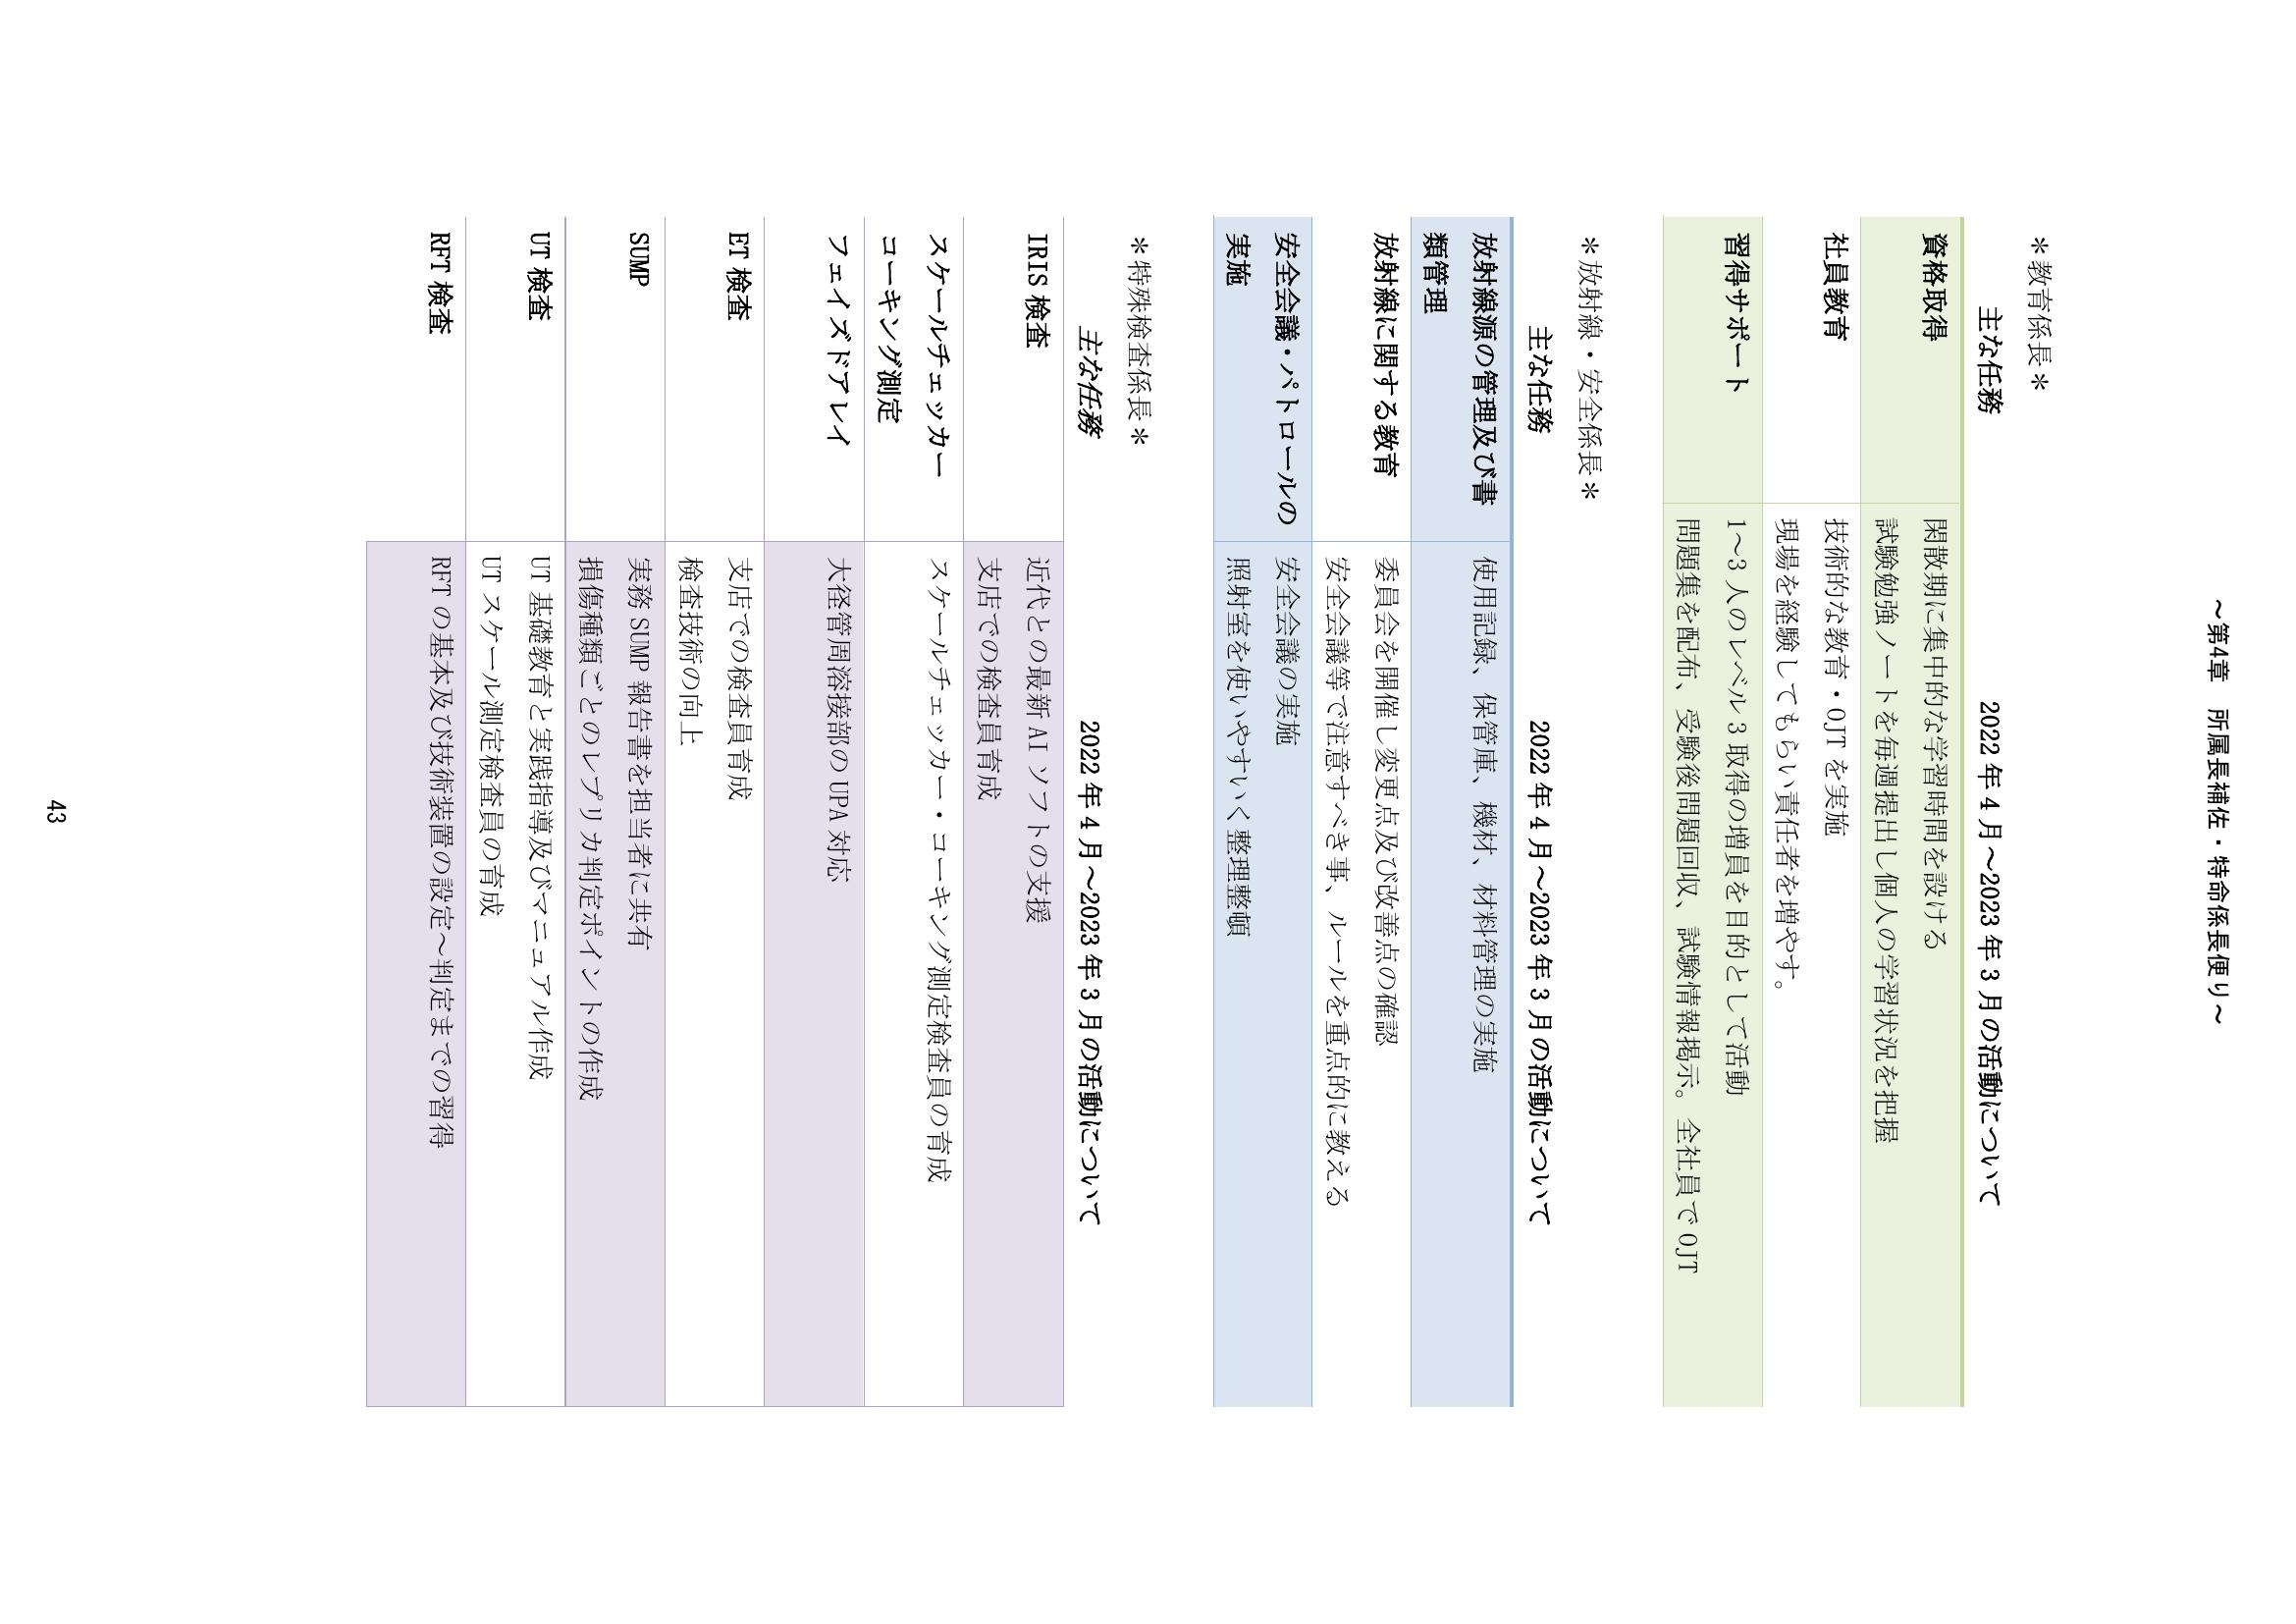 ～第4章　所属長補佐・特命係長便り～
＊教育係長＊
主な任務　2022 年 4 月～2023 年 3 月の活動について
資格取得　閑散期に集中的な学習時間を設ける
試験勉強ノートを毎週提出し個人の学習状況を把握
社員教育　技術的な教育・OJT を実施
現場を経験してもらい責任者を増やす。
習得サポート　1～3 人のレベル 3 取得の増員を目的として活動
問題集を配布、受験後問題回収、試験情報掲示。全社員で OJT
＊放射線・安全係長＊
主な任務　2022 年 4 月～2023 年 3 月の活動について
放射線源の管理及び書　使用記録、保管庫、機材、材料管理の実施
類管理
放射線に関する教育　委員会を開催し変更点及び改善点の確認
安全会議等で注意すべき事、ルールを重点的に教える
安全会議・パトロールの　安全会議の実施
実施　照射室を使いやすいく整理整頓
＊特殊検査係長＊
主な任務　2022 年 4 月～2023 年 3 月の活動について
IRIS 検査　近代との最新 AI ソフトの支援
支店での検査員育成
スケールチェッカー　スケールチェッカー・コーキング測定検査員の育成
コーキング測定
フェイズドアレイ　大径管周溶接部の UPA 対応
ET 検査　支店での検査員育成
検査技術の向上
SUMP　実務 SUMP 報告書を担当者に共有
損傷種類ごとのレプリカ判定ポイントの作成
UT 検査　UT 基礎教育と実践指導及びマニュアル作成
UT スケール測定検査員の育成
RFT 検査　RFT の基本及び技術装置の設定～判定までの習得
43